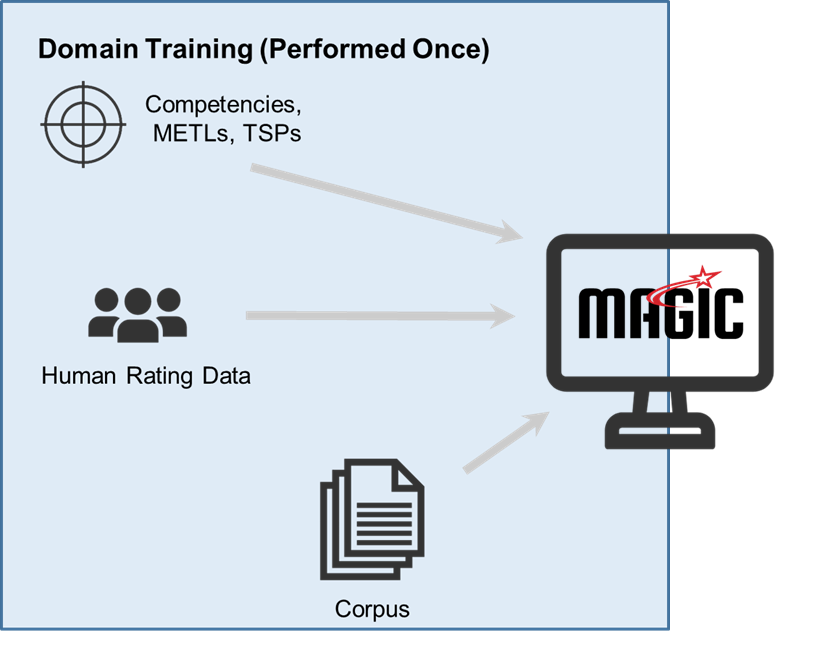 Domain Training (Performed Once)
Competencies,
METLs, TSPs
MAGIC
Human Rating Data
Corpus